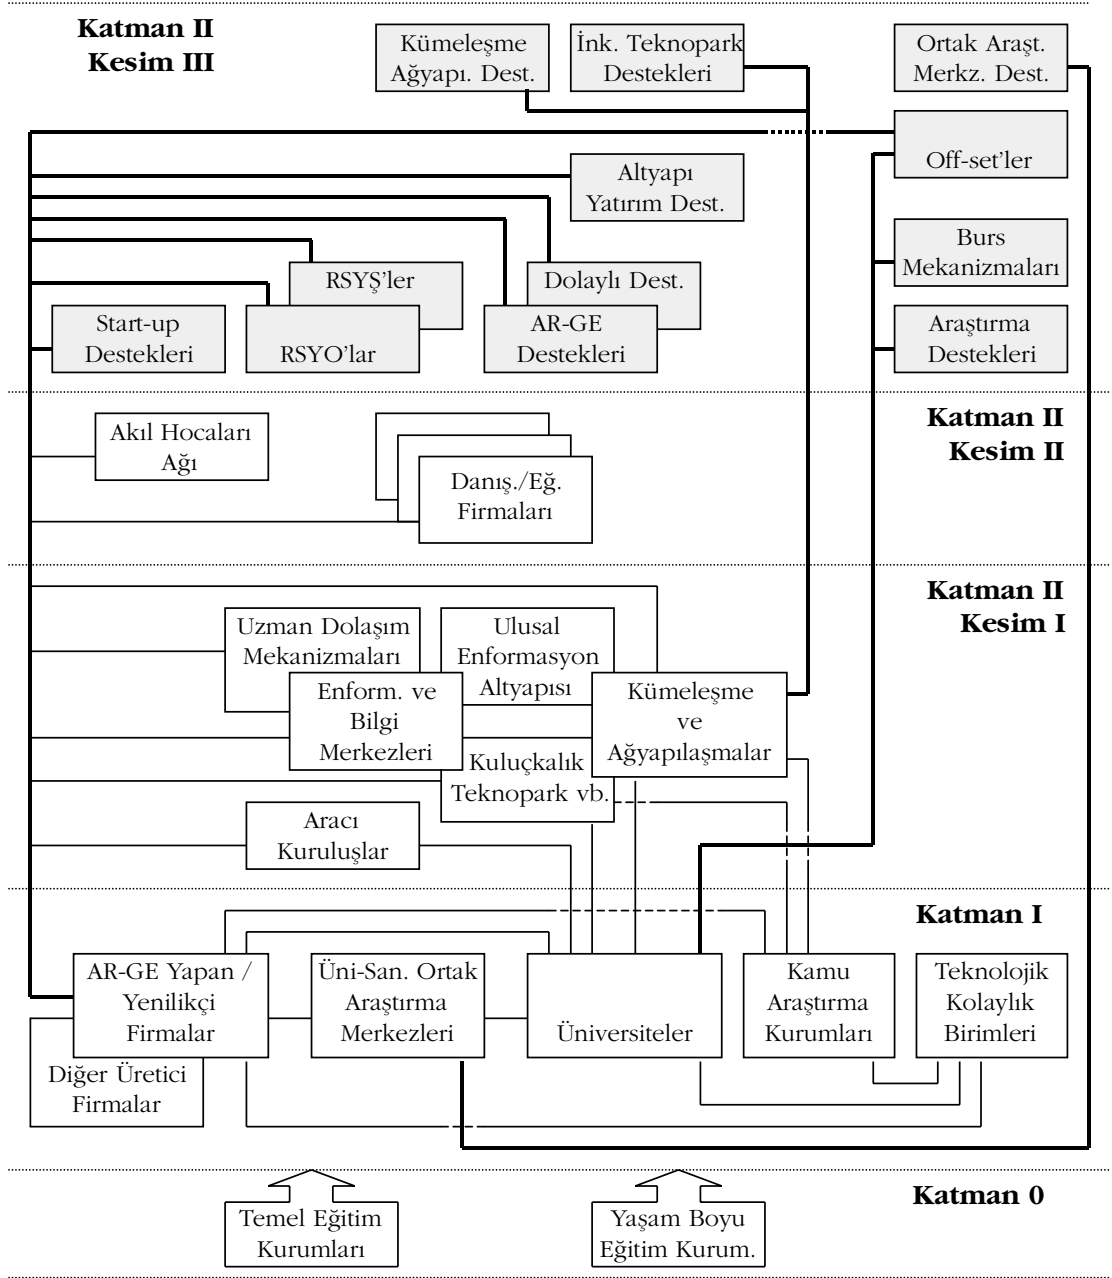 Katman II
Kesim III
Kümeleşme
Ağyapı. Dest.
İnk. Teknopark
Destekleri
Ortak Araşt.
Merkz. Dest.
Off-set’ler
Altyapı
Yatırım Dest.
Burs
Mekanizmaları
RSYŞ’ler
Dolaylı Dest.
Start-up
Destekleri
RSYO’lar
AR-GE
Destekleri
Araştırma
Destekleri
Katman II
Kesim II
Akıl Hocaları
Ağı
Danış./Eğ.
Firmaları
Katman II
Kesim I
Uzman Dolaşım
Mekanizmaları
Ulusal
Enformasyon
Altyapısı
Enform. ve
Bilgi
Merkezleri
Kümeleşme
ve
Ağyapılaşmalar
Kuluçkalık
Teknopark vb.
Aracı
Kuruluşlar
Katman I
AR-GE Yapan /
Yenilikçi
Firmalar
Üni-San. Ortak
Araştırma
Merkezleri
Üniversiteler
Kamu
Araştırma
Kurumları
Teknolojik
Kolaylık
Birimleri
Diğer Üretici
Firmalar
Katman 0
Temel Eğitim
Kurumları
Yaşam Boyu
Eğitim Kurum.